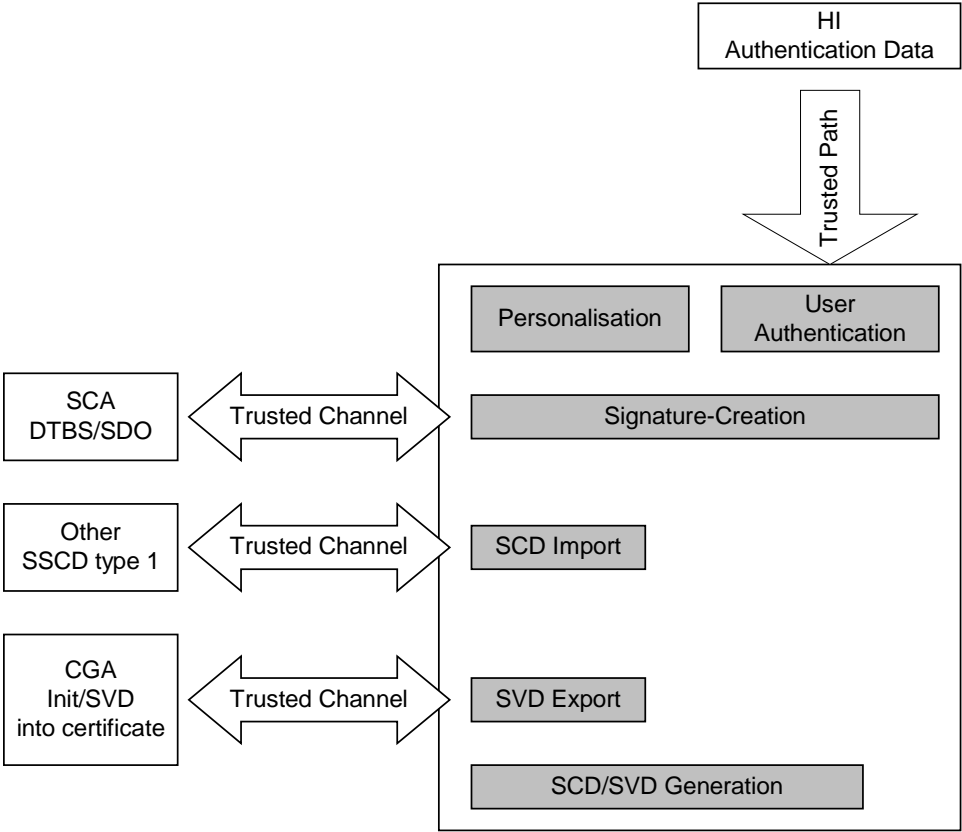 HI
Authentication Data
Trusted Path
Personalisation
User
Authentication
SCA
DTBS/SDO
Trusted Channel
Signature-Creation
Other
SSCD type 1
Trusted Channel
SCD Import
CGA
Init/SVD
into certificate
Trusted Channel
SVD Export
SCD/SVD Generation